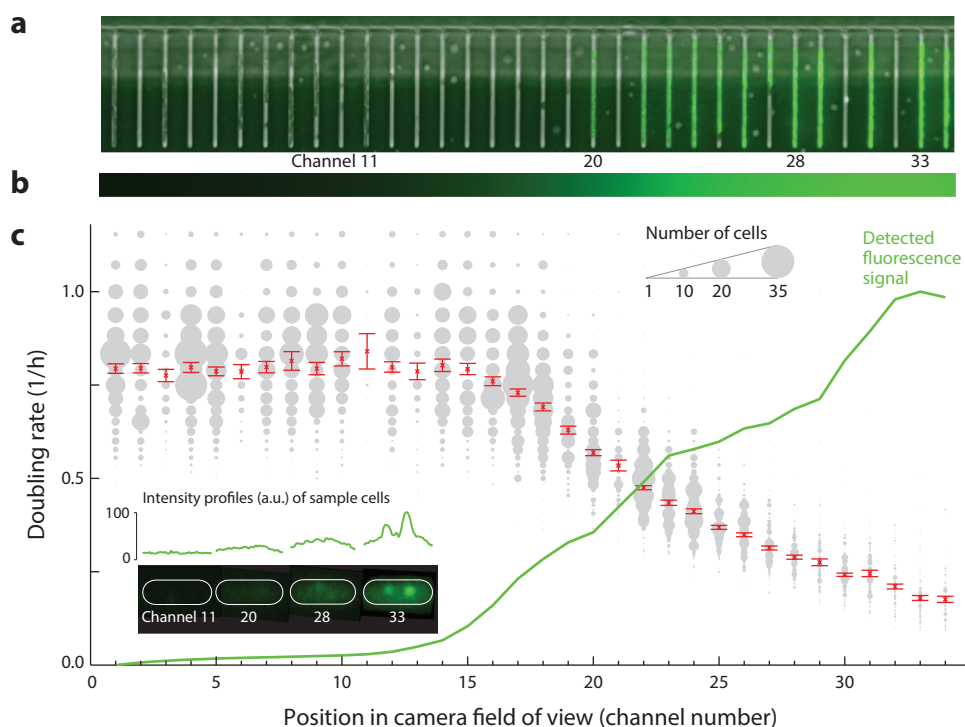 a
Channel 11 20 28 33
b
c
Number of cells
1 10 20 35
Detected
fluorescence
signal
1.0
0.5
0.0
Doubling rate (1/h)
Intensity profiles (a.u.) of sample cells
100
0
Channel 11 20 28 33
0 5 10 15 20 25 30 35
Position in camera field of view (channel number)